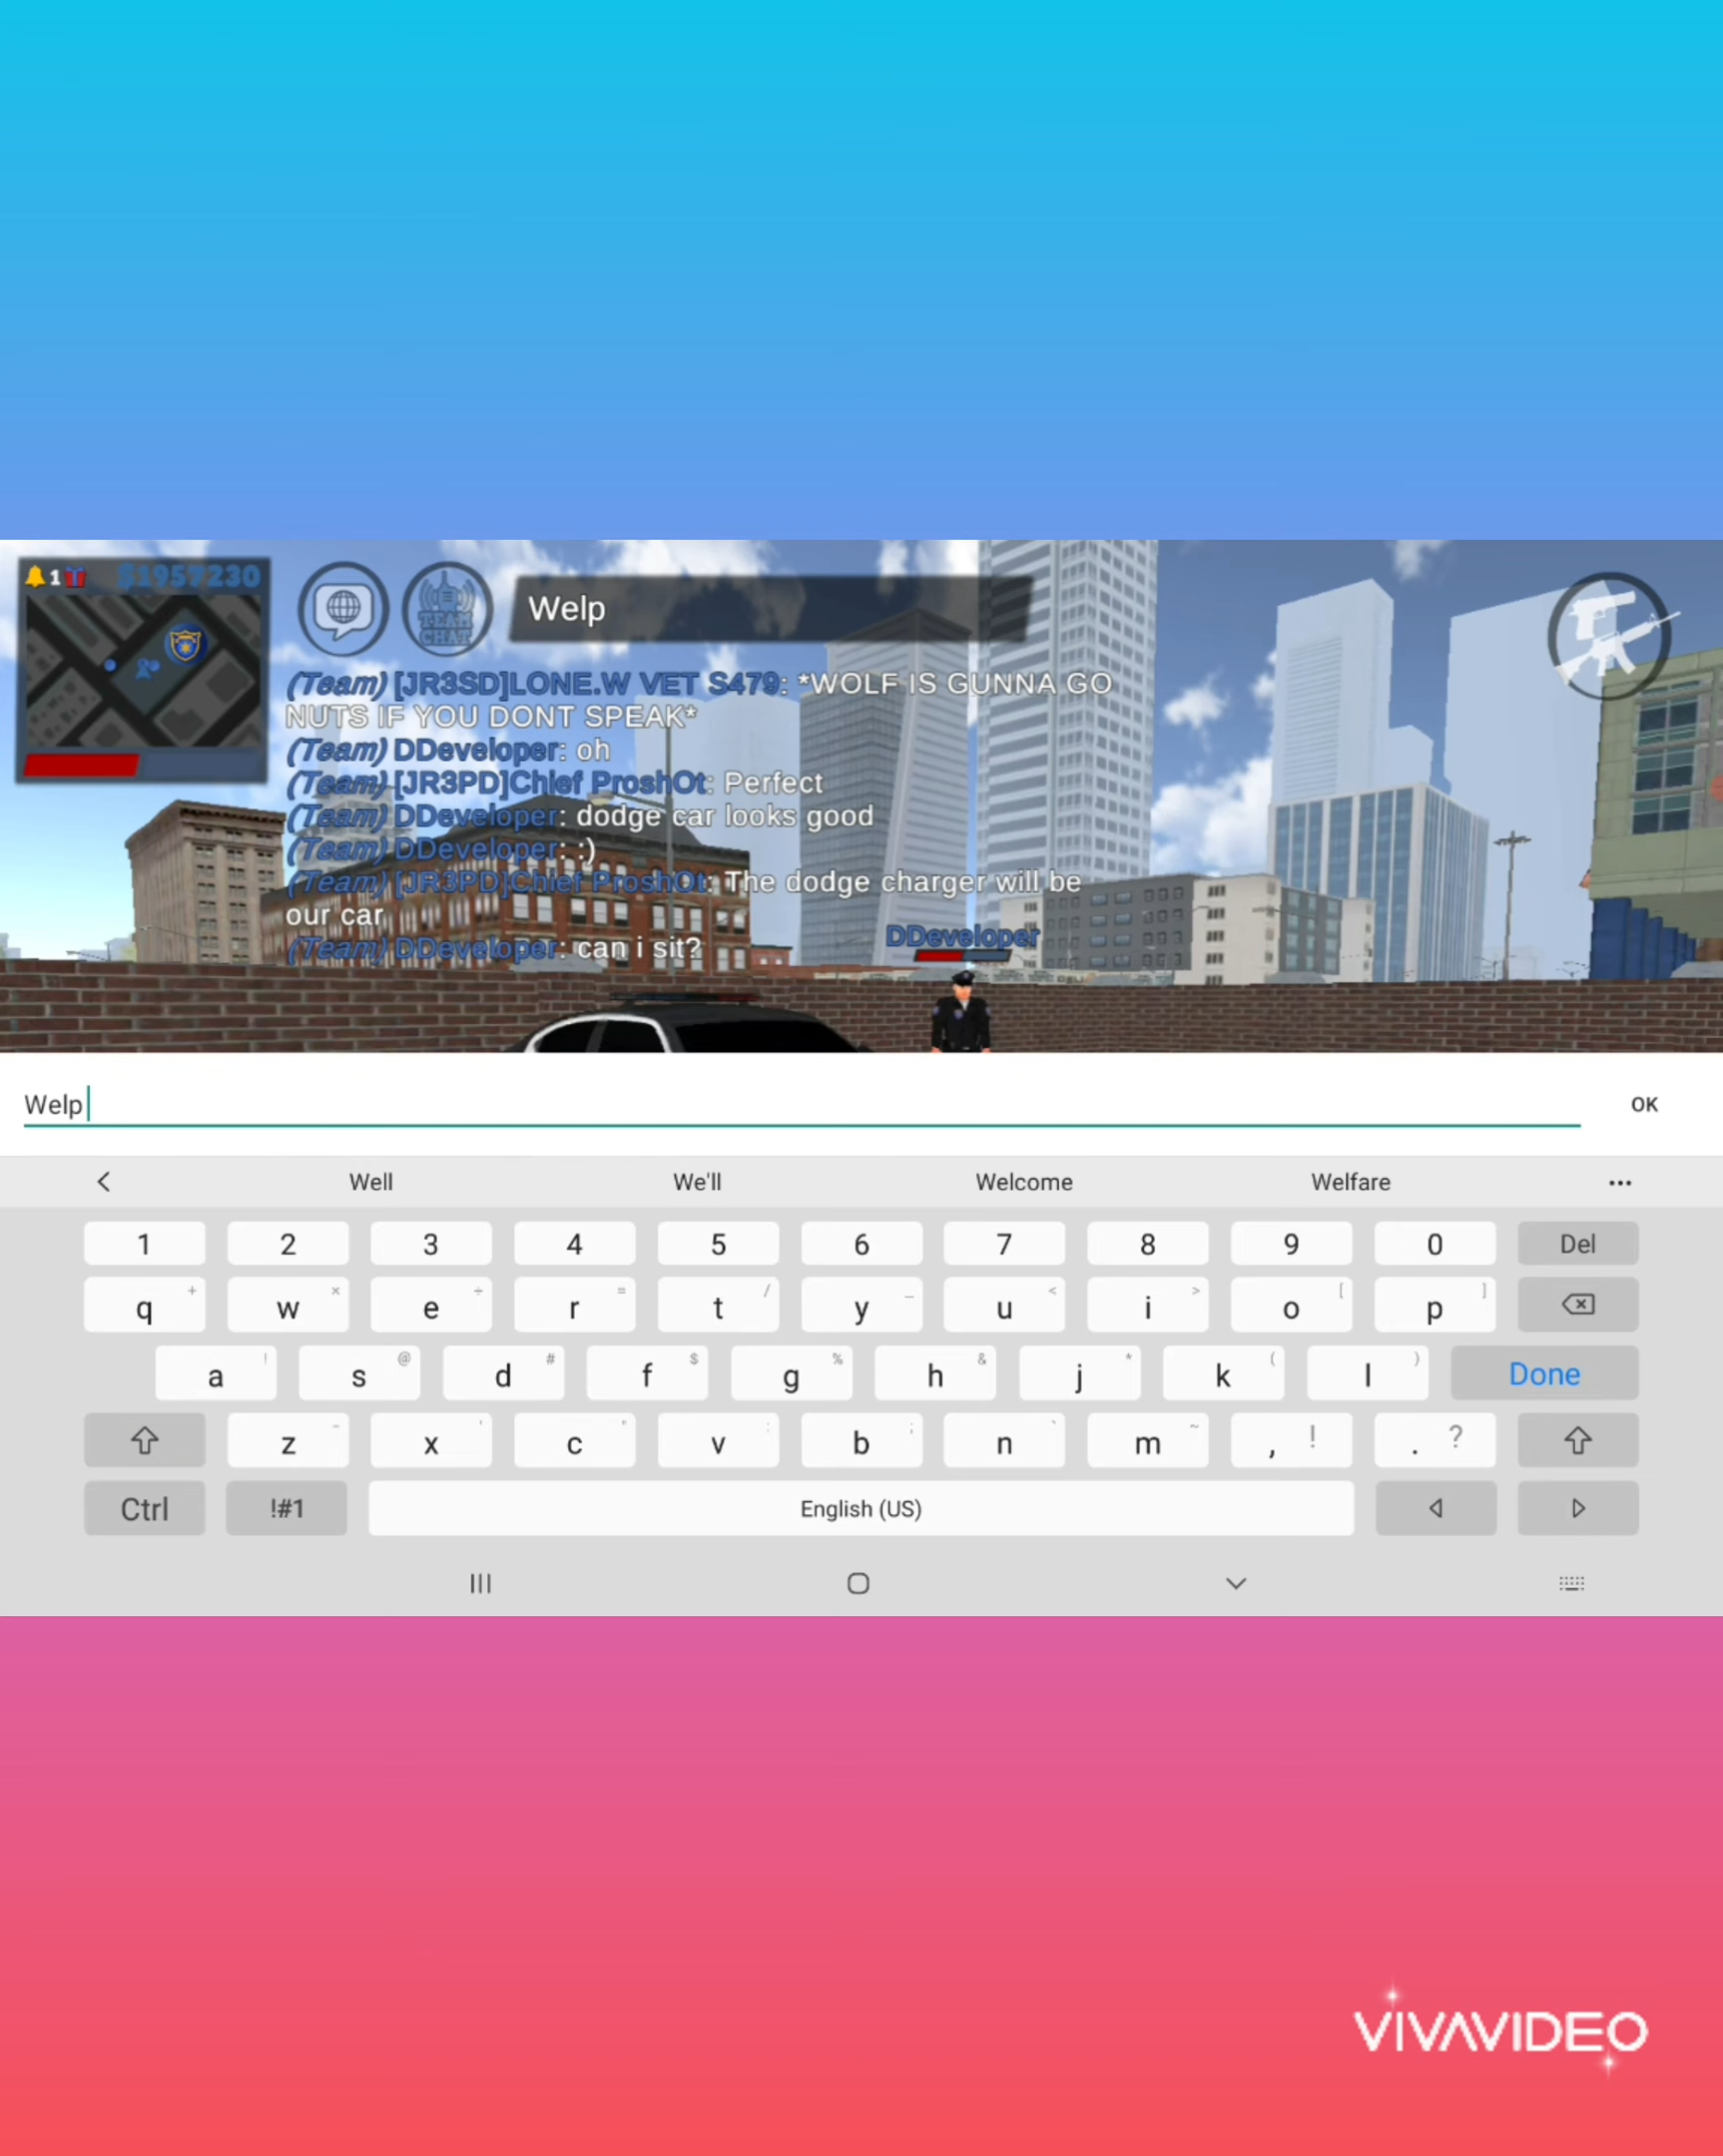 1 $1957230
TEAM CHAT
Welp
(Team) [JR3SD]LONE.W VET S479: *WOLF IS GUNNA GO
NUTS IF YOU DONT SPEAK*
(Team) DDeveloper: oh
(Team) [JR3PD]Chief ProshOt: Perfect
(Team) DDeveloper: dodge car looks good
(Team) DDeveloper: :)
(Team) [JR3PD]Chief ProshOt: The dodge charger will be
our car
(Team) DDeveloper: can i sit?
DDeveloper
Welp
OK
Well We'll Welcome Welfare ...
1 2 3 4 5 6 7 8 9 0 Del
q + w × e ÷ r = t / y _ u < i > o [ p ]
a ! s @ d # f $ g % h & j * k ( l ) Done
z - x ' c " v : b ; n ` m ~ , ! . ?
Ctrl !#1 English (US)
VIVAVIDEO